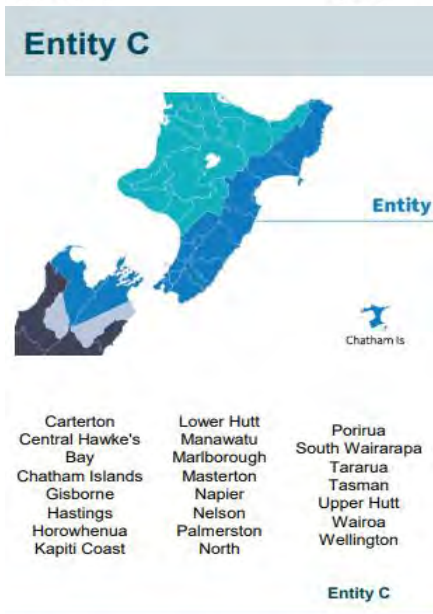 Entity C
Entity
Chatham Is
Carterton
Central Hawke's
Bay
Chatham Islands
Gisborne
Hastings
Horowhenua
Kapiti Coast
Lower Hutt
Manawatu
Marlborough
Masterton
Napier
Nelson
Palmerston
North
Porirua
South Wairarapa
Tararua
Tasman
Upper Hutt
Wairoa
Wellington
Entity C